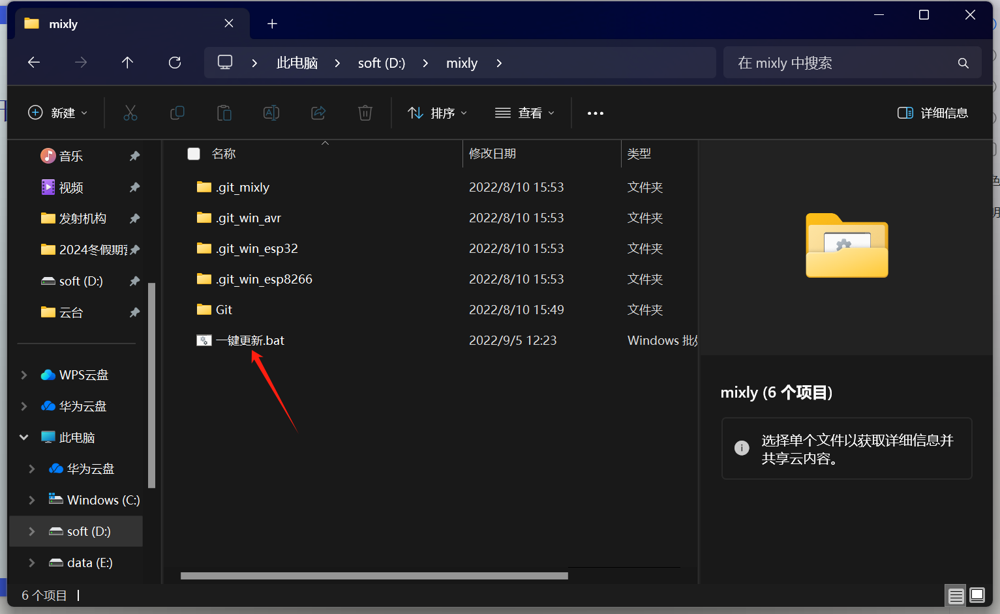 mixly
此电脑
soft (D:)
mixly
在 mixly 中搜索
新建
排序
查看
详细信息
音乐
视频
发射机构
2024冬假期
soft (D:)
云台
WPS云盘
华为云盘
此电脑
华为云盘
Windows (C:)
soft (D:)
data (E:)
名称 修改日期 类型
.git_mixly 2022/8/10 15:53 文件夹
.git_win_avr 2022/8/10 15:53 文件夹
.git_win_esp32 2022/8/10 15:53 文件夹
.git_win_esp8266 2022/8/10 15:53 文件夹
Git 2022/8/10 15:49 文件夹
一键更新.bat 2022/9/5 12:23 Windows 批
mixly (6 个项目)
选择单个文件以获取详细信息并
共享云内容。
6 个项目